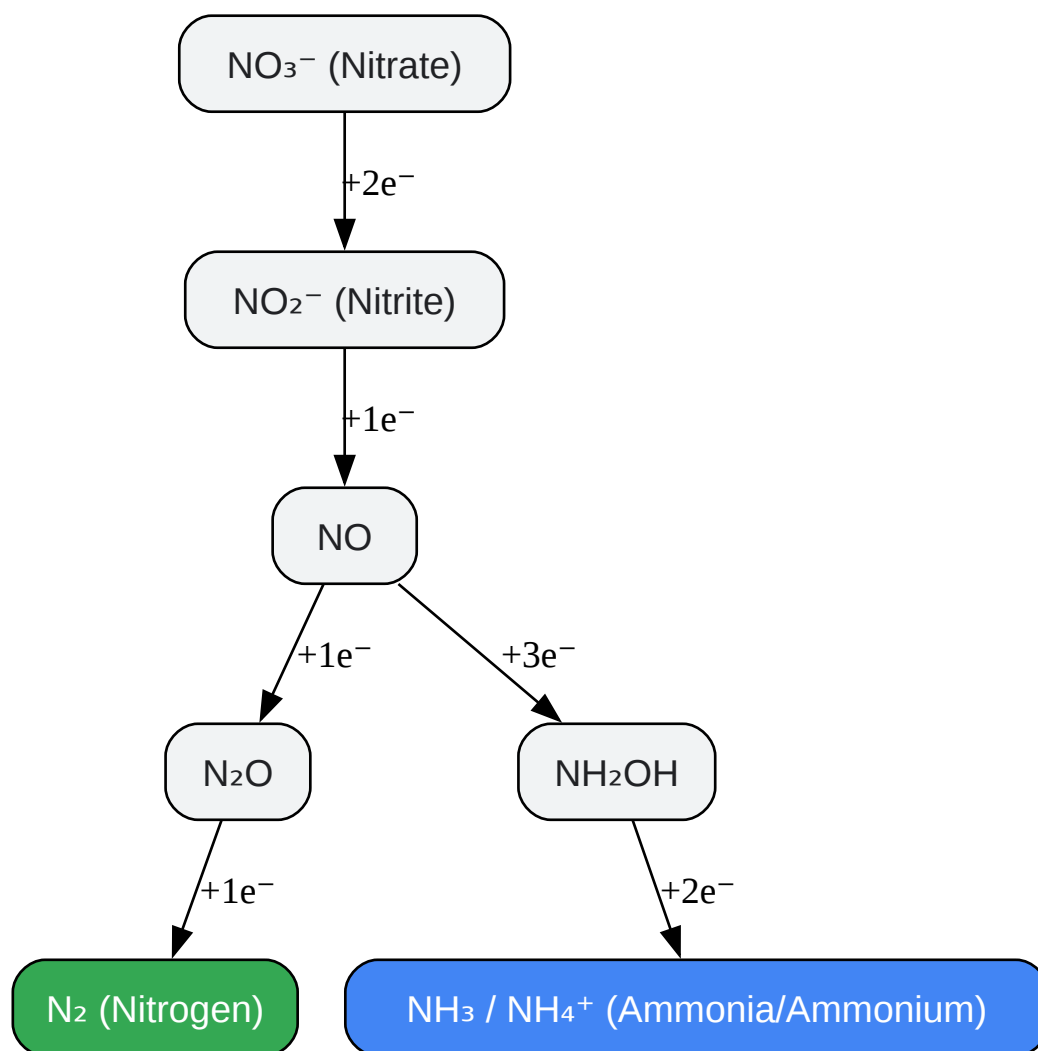 NO₃⁻ (Nitrate)
+2e⁻
NO₂⁻ (Nitrite)
+1e⁻
NO
+1e⁻
+3e⁻
N₂O
NH₂OH
+1e⁻
+2e⁻
N₂ (Nitrogen)
NH₃ / NH₄⁺ (Ammonia/Ammonium)